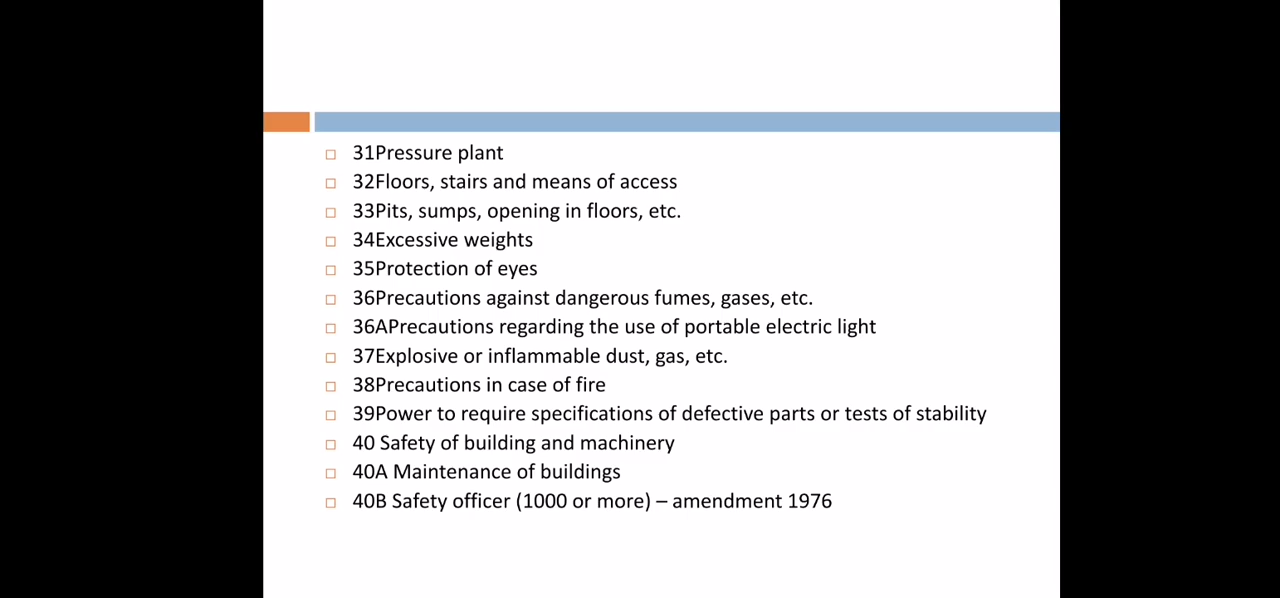 31Pressure plant
32Floors, stairs and means of access
33Pits, sumps, opening in floors, etc.
34Excessive weights
35Protection of eyes
36Precautions against dangerous fumes, gases, etc.
36APrecautions regarding the use of portable electric light
37Explosive or inflammable dust, gas, etc.
38Precautions in case of fire
39Power to require specifications of defective parts or tests of stability
40 Safety of building and machinery
40A Maintenance of buildings
40B Safety officer (1000 or more) – amendment 1976